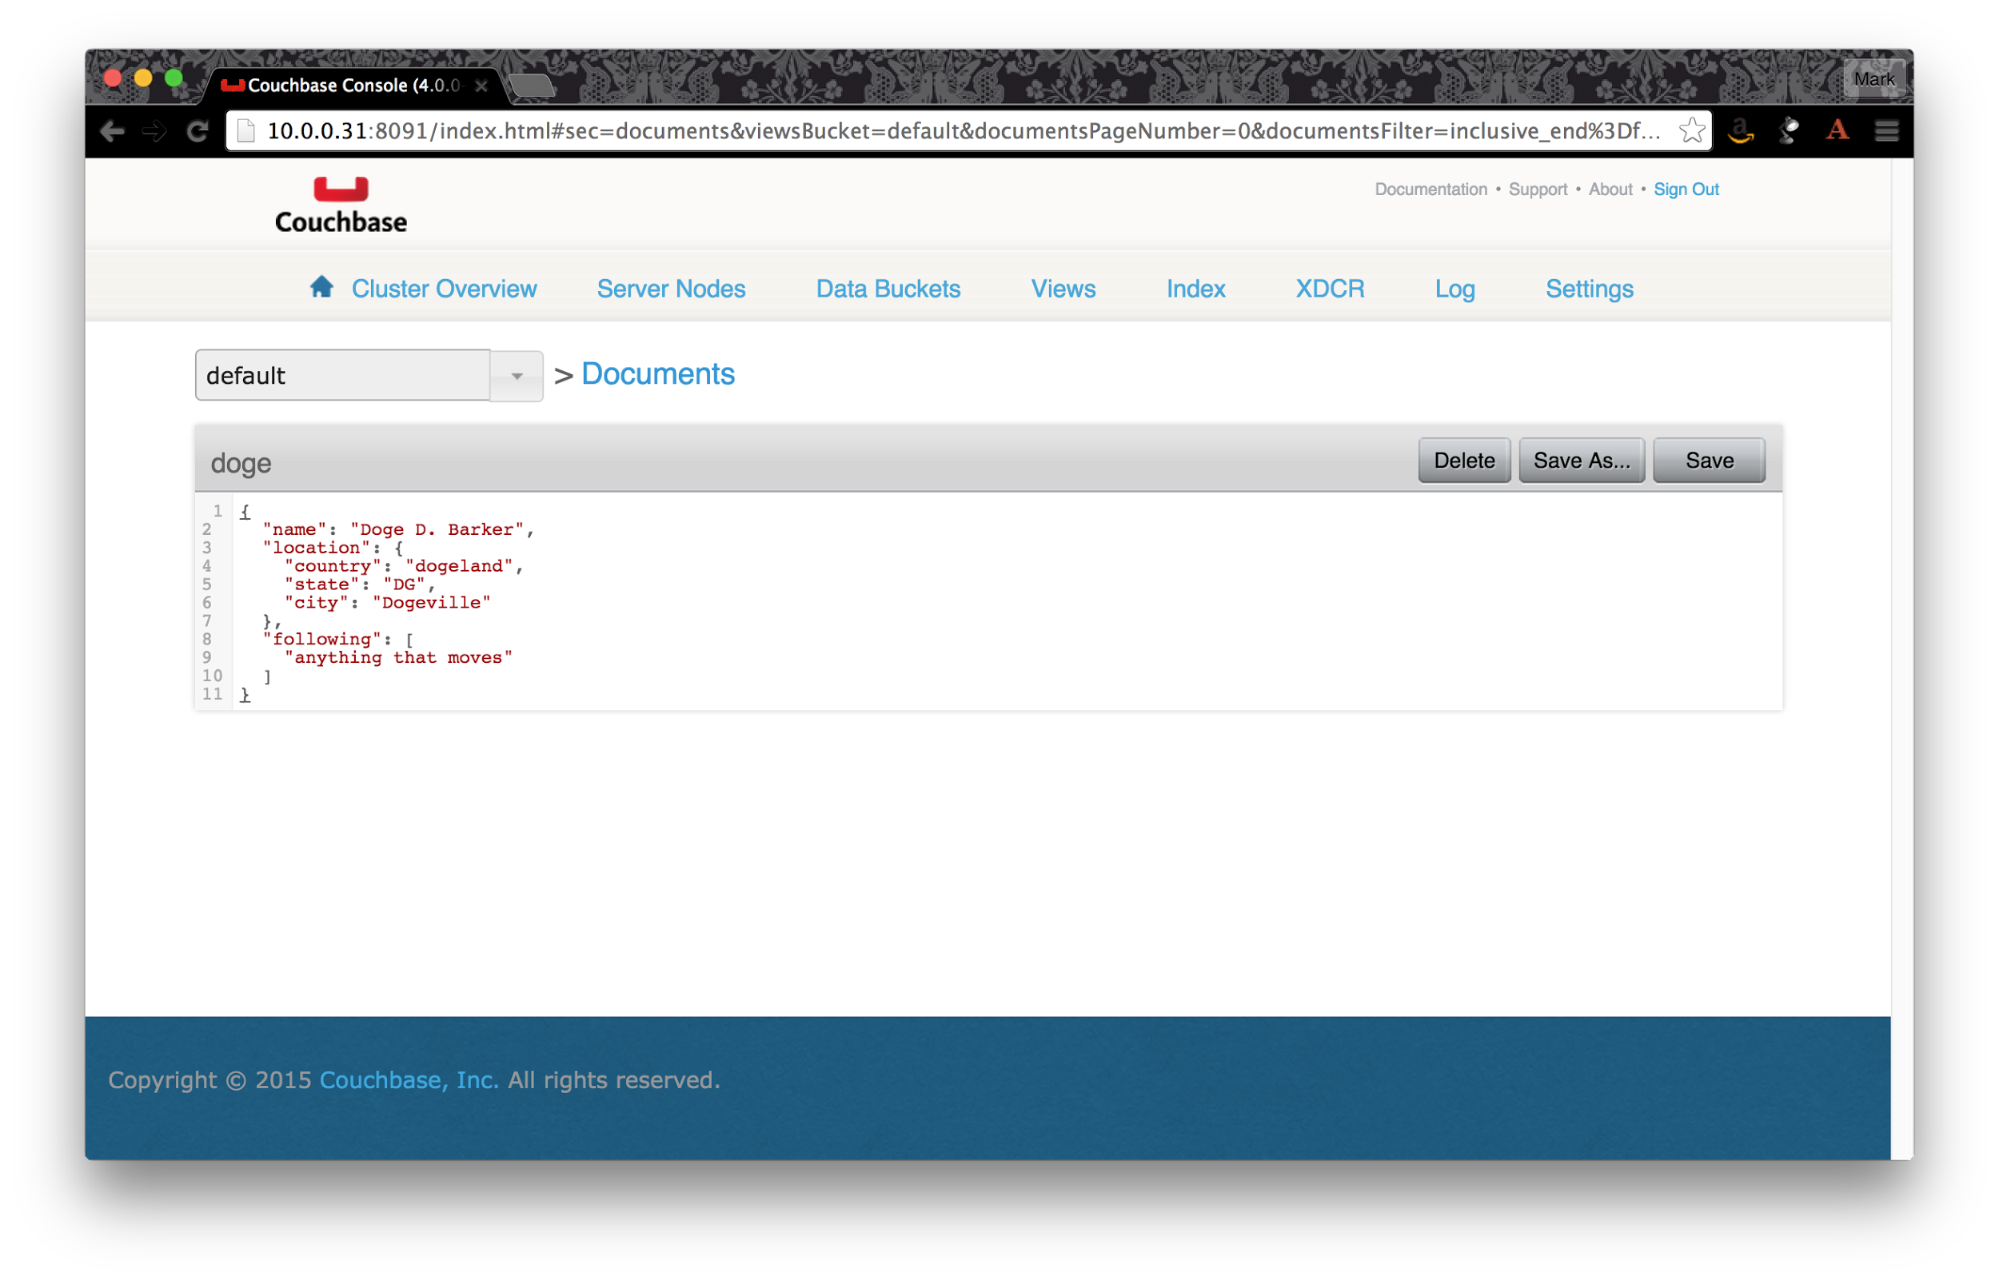 Couchbase Console (4.0.0-
Mark
10.0.0.31:8091/index.html#sec=documents&viewsBucket=default&documentsPageNumber=0&documentsFilter=inclusive_end%3Df...
Couchbase
Documentation • Support • About • Sign Out
Cluster Overview Server Nodes Data Buckets Views Index XDCR Log Settings
default > Documents
doge Delete Save As... Save
1 {
2 "name": "Doge D. Barker",
3 "location": {
4 "country": "dogeland",
5 "state": "DG",
6 "city": "Dogeville"
7 },
8 "following": [
9 "anything that moves"
10 ]
11 }
Copyright © 2015 Couchbase, Inc. All rights reserved.